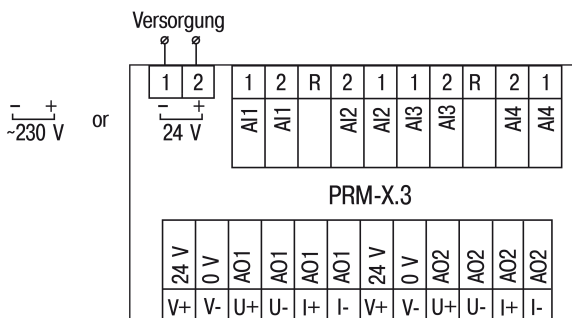 Versorgung
1 2 1 2 R 2 1 1 2 R 2 1
- + ~230 V or - + 24 V AI1 AI1 AI2 AI2 AI3 AI3 AI4 AI4
PRM-X.3
24 V 0 V AO1 AO1 AO1 AO1 24 V 0 V AO2 AO2 AO2 AO2
V+ V- U+ U- I+ I- V+ V- U+ U- I+ I-